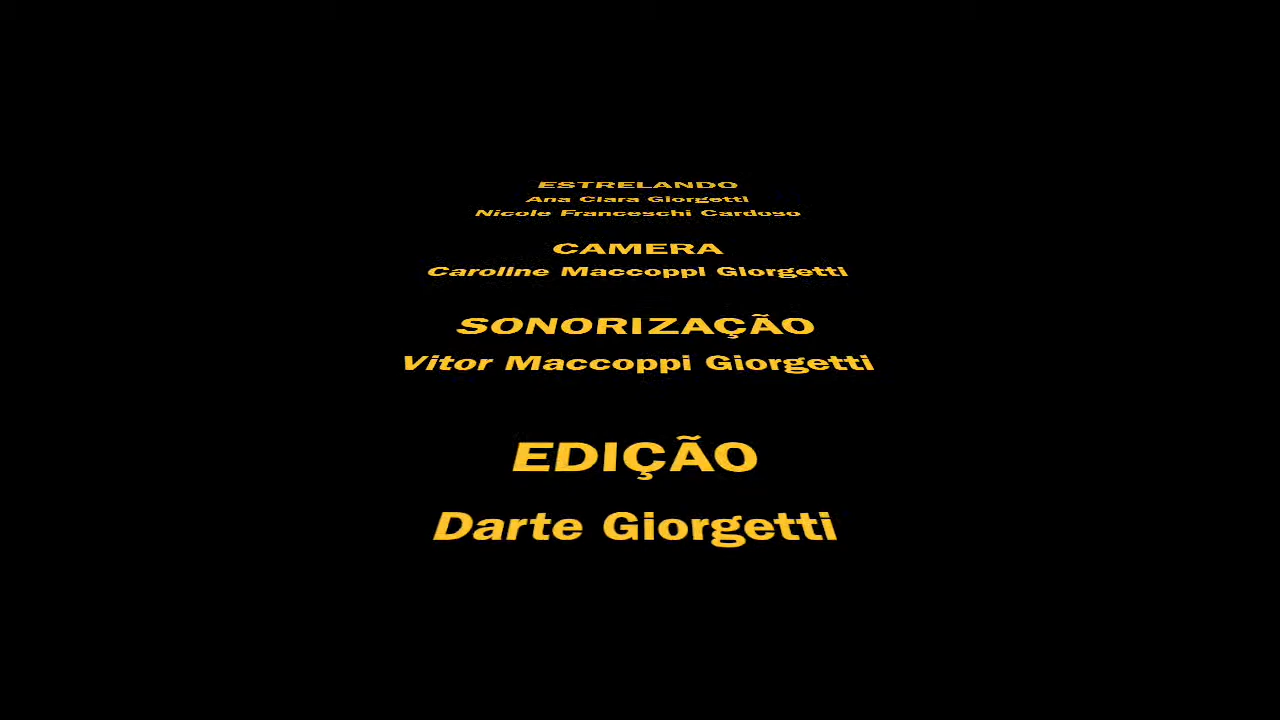 ESTRELANDO
Ana Clara Giorgetti
Nicole Franceschi Cardoso
CAMERA
Caroline Maccoppi Giorgetti
SONORIZAÇÃO
Vitor Maccoppi Giorgetti
EDIÇÃO
Darte Giorgetti